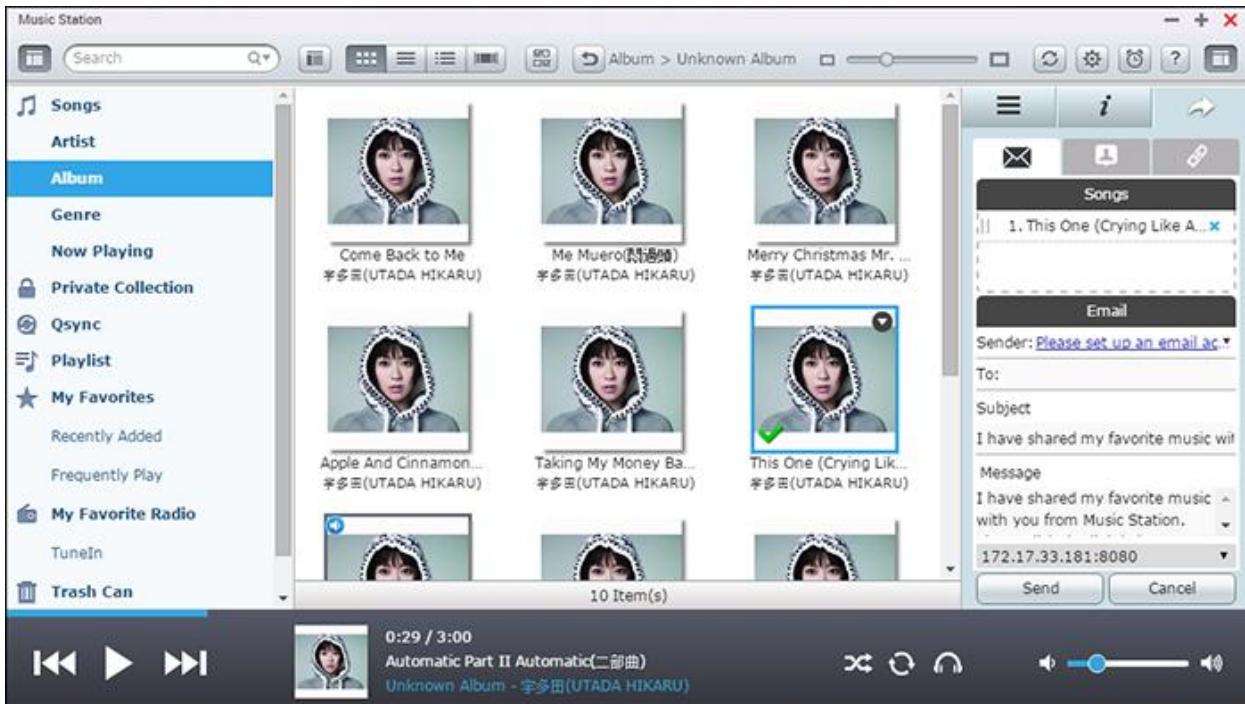 Music Station
Search
Album > Unknown Album
?
Songs
Artist
Album
Genre
Now Playing
Private Collection
Qsync
Playlist
My Favorites
Recently Added
Frequently Play
My Favorite Radio
TuneIn
Trash Can
Come Back to Me
宇多田(UTADA HIKARU)
Me Muero
宇多田(UTADA HIKARU)
Merry Christmas Mr. ...
宇多田(UTADA HIKARU)
Apple And Cinnamon...
宇多田(UTADA HIKARU)
Taking My Money Ba...
宇多田(UTADA HIKARU)
This One (Crying Lik...
宇多田(UTADA HIKARU)
10 Item(s)
i
Songs
1. This One (Crying Like A...
Email
Sender: Please set up an email ac...
To:
Subject
I have shared my favorite music wit
Message
I have shared my favorite music
with you from Music Station.
172.17.33.181:8080
Send Cancel
0:29 / 3:00
Automatic Part II Automatic(二部曲)
Unknown Album - 宇多田(UTADA HIKARU)